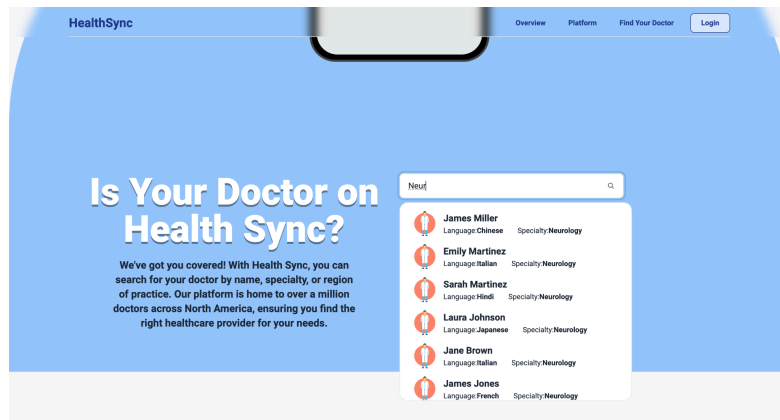 HealthSync
Overview
Platform
Find Your Doctor
Login
Is Your Doctor on
Health Sync?
We've got you covered! With Health Sync, you can
search for your doctor by name, specialty, or region
of practice. Our platform is home to over a million
doctors across North America, ensuring you find the
right healthcare provider for your needs.
Neur
James Miller
Language:Chinese Specialty:Neurology
Emily Martinez
Language:Italian Specialty:Neurology
Sarah Martinez
Language:Hindi Specialty:Neurology
Laura Johnson
Language:Japanese Specialty:Neurology
Jane Brown
Language:Italian Specialty:Neurology
James Jones
Language:French Specialty:Neurology